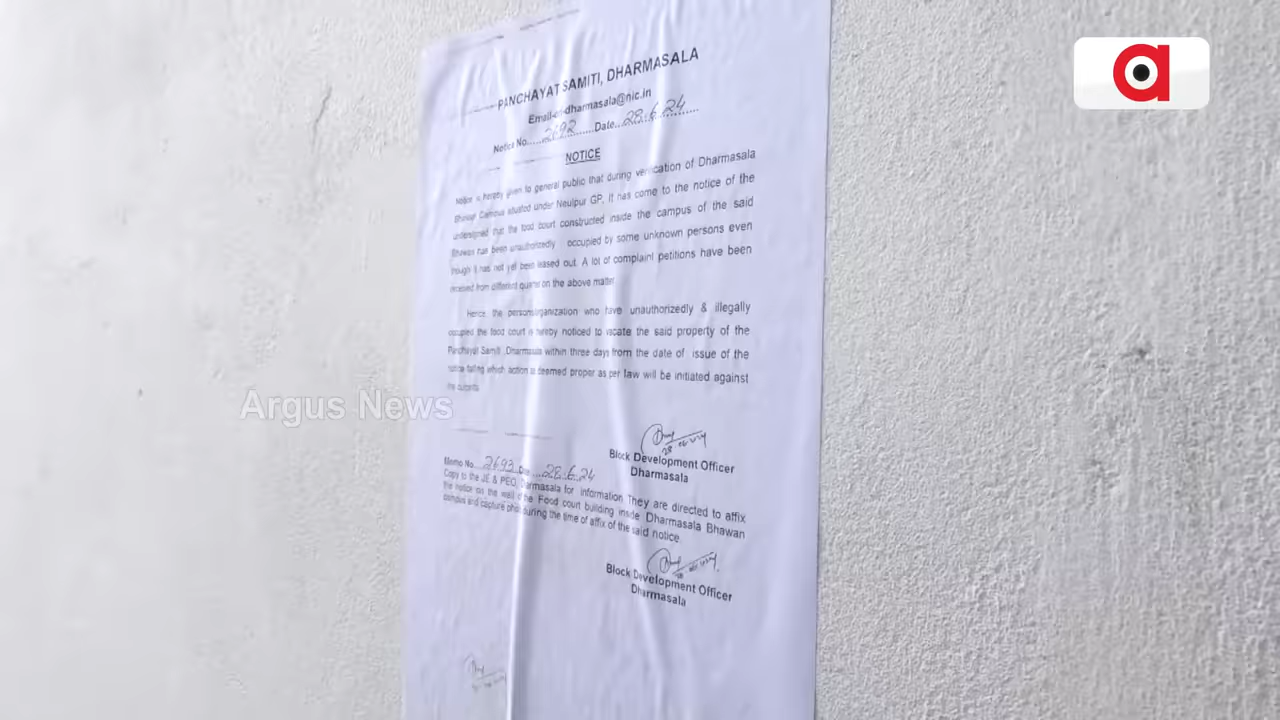 PANCHAYAT SAMITI, DHARMASALA
dharmasala@nic.in
Notice No......2692......Date...28.6.24
NOTICE
Notice is hereby given to general public that during verification of Dharmasala
Bhawan Campus situated under Neulpur GP, It has come to the notice of the
undersigned that the food court constructed inside the campus of the said
Bhawan has been unauthorizedly occupied by some unknown persons even
though it has not yet been leased out. A lot of complaint petitions have been
received from different quarter on the above matter
Hence, the person/organization who have unauthorizedly & illegally
occupied the food court is hereby noticed to vacate the said property of the
Panchayat Samiti ,Dharmasala within three days from the date of issue of the
notice failing which action as deemed proper as per law will be initiated against
the culprits
Argus News
28
Block Development Officer
Dharmasala
Memo No...2693.Date...28.6.24
Copy to the JE & PEO, Darmasala for information They are directed to affix
the notice on the wall of the Food court building inside Dharmasala Bhawan
campus and capture photo during the time of affix of the said notice.
Block Development Officer
Dharmasala